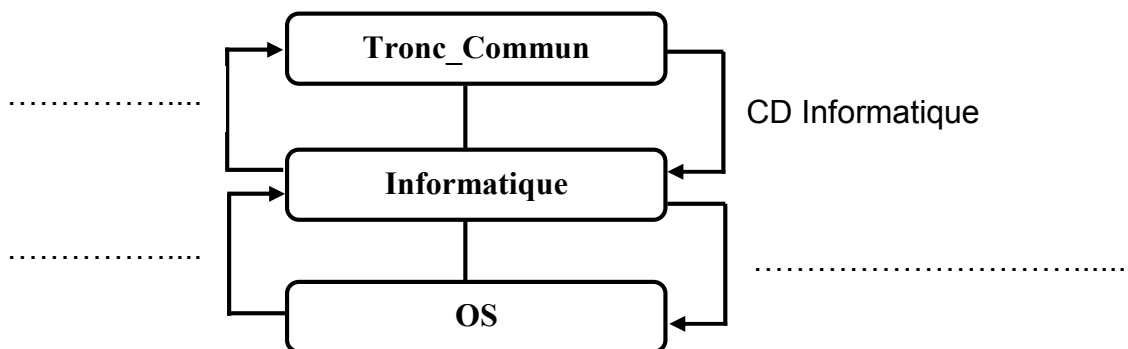 Tronc_Commun
………………....
CD Informatique
Informatique
………………....
……………………………......
OS